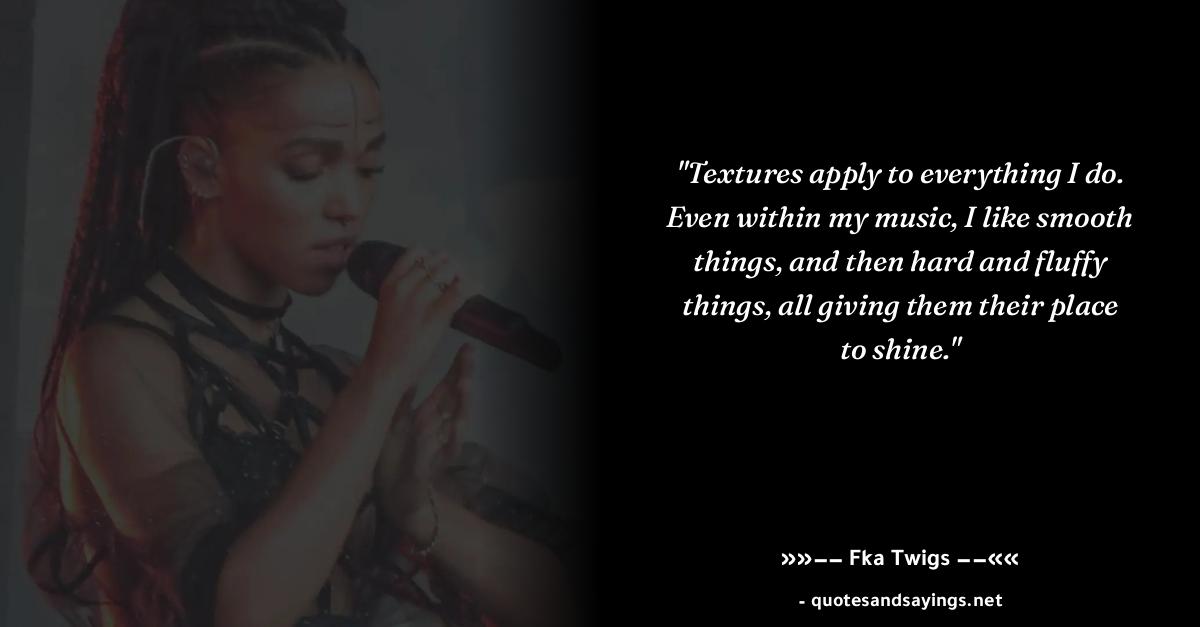 "Textures apply to everything I do.
Even within my music, I like smooth
things, and then hard and fluffy
things, all giving them their place
to shine."
»»−− Fka Twigs −−««
- quotesandsayings.net